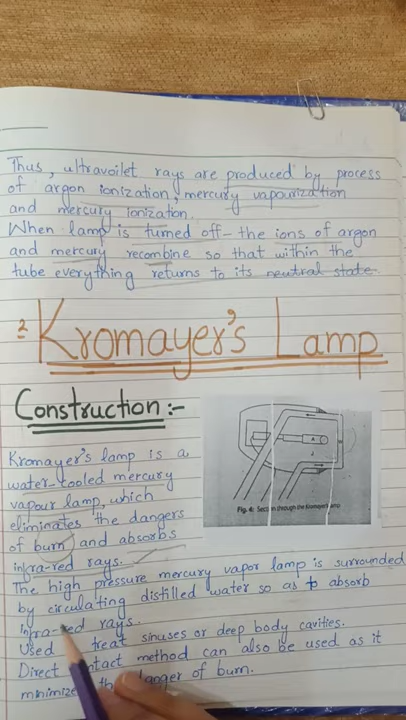 Thus, ultravoilet rays are produced by process
of argon ionization, mercury vapourization
and mercury ionization.
When lamp is turned off - the ions of argon
and mercury recombine so that within the
tube everything returns to its neutral state
2 Kromayer's Lamp
Construction :-
Kromayer's lamp is a
water-cooled mercury
vapour lamp, which
eliminates the dangers
of burn and absorbs
infra-red rays.
Fig. 4: Section through the Kromayer lamp
The high pressure mercury vapor lamp is surrounded
by circulating distilled water so as to absorb
infra-red rays.
Used treat sinuses or deep body cavities.
Direct method can also be used as it
danger of burn.